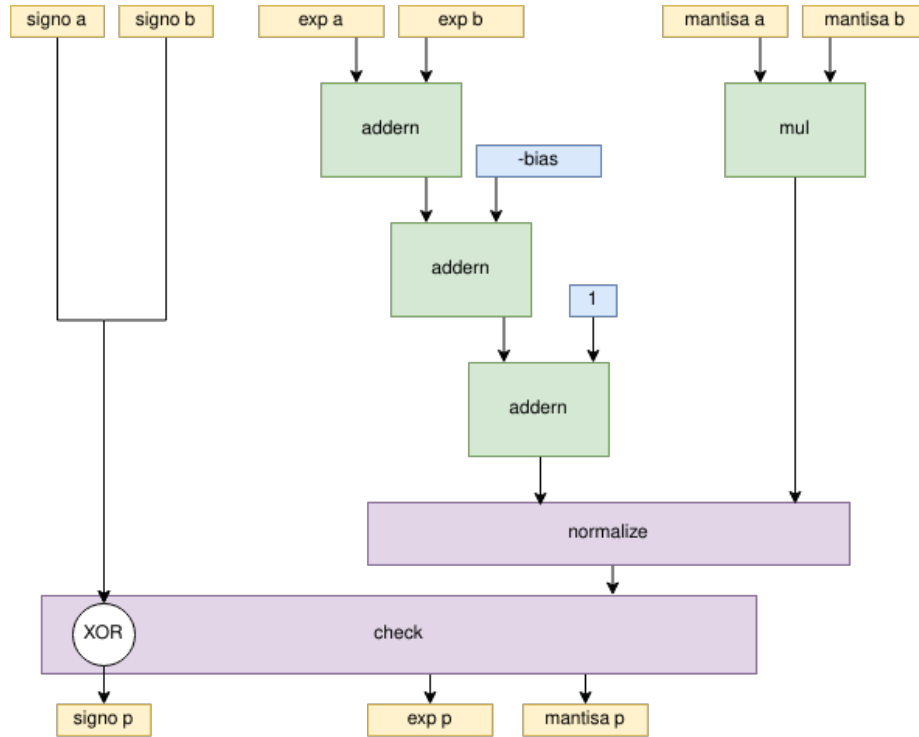 signo a
signo b
exp a
exp b
mantisa a
mantisa b
addern
mul
-bias
addern
1
addern
normalize
XOR
check
signo p
exp p
mantisa p